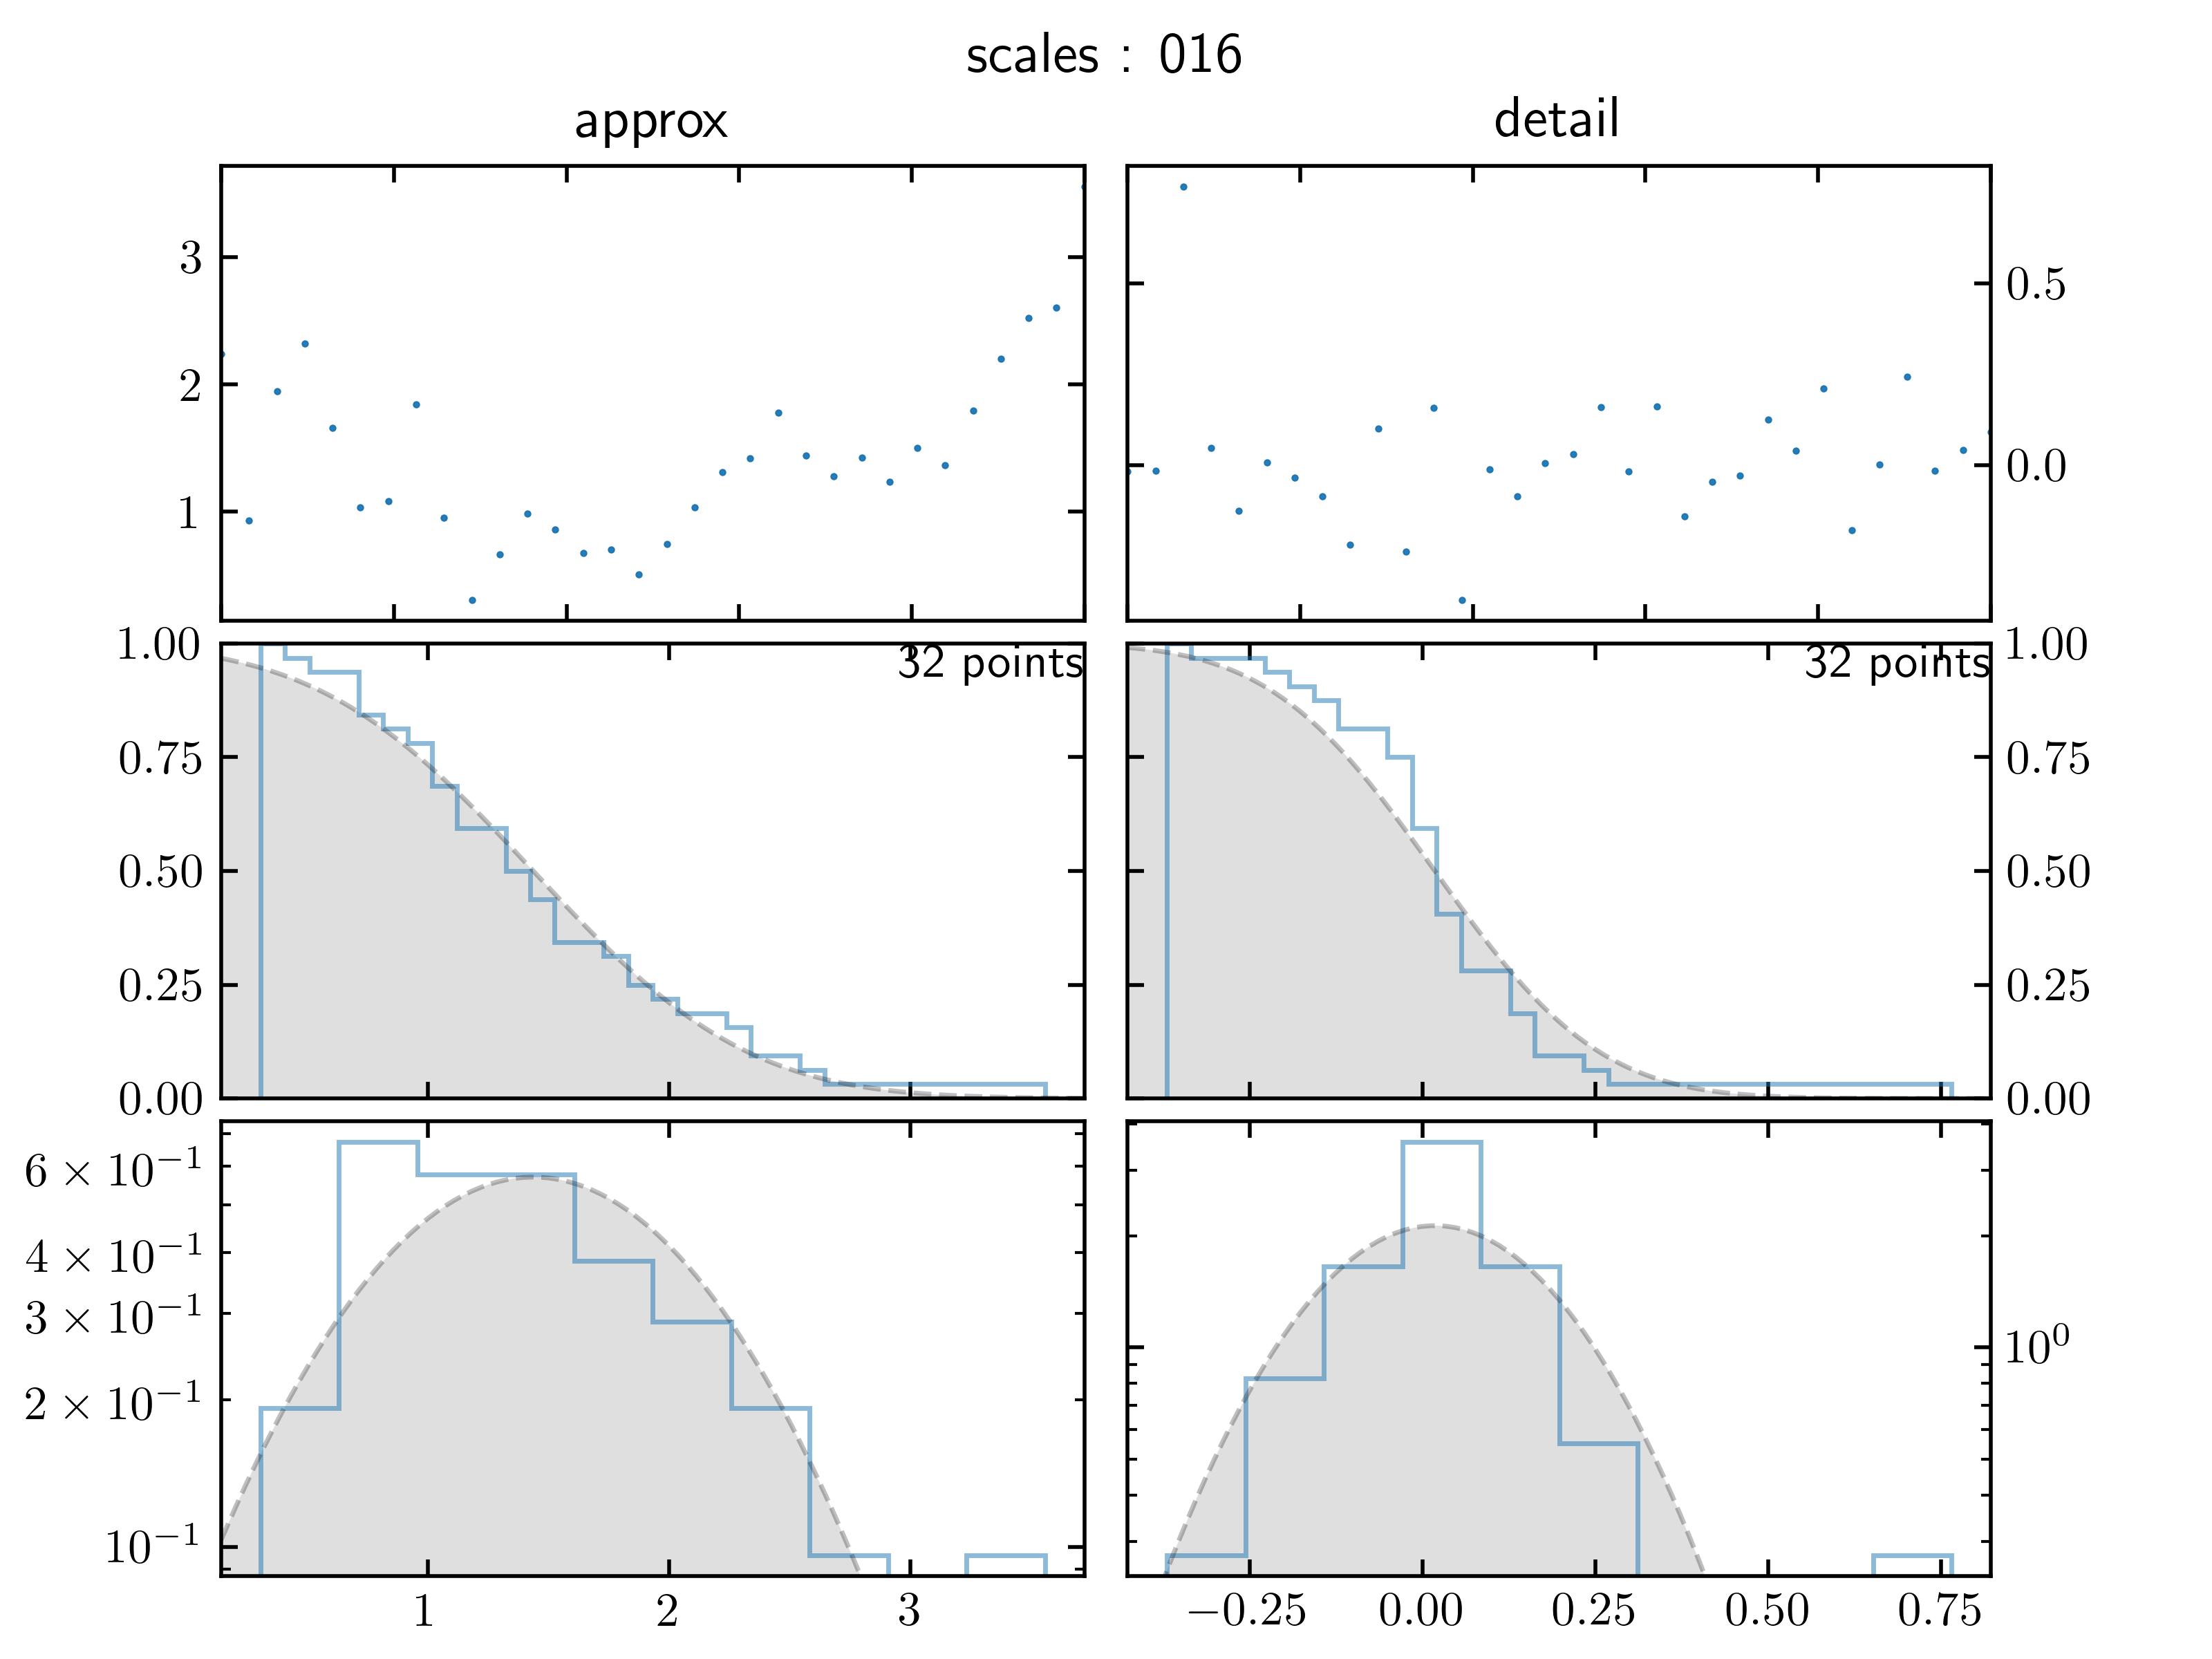 scales : 016
approx
detail
3
2
1
0.5
0.0
1.00
0.75
0.50
0.25
0.00
32 points
32 points
1.00
0.75
0.50
0.25
0.00
6 × 10⁻¹
4 × 10⁻¹
3 × 10⁻¹
2 × 10⁻¹
10⁻¹
10⁰
1 2 3
−0.25 0.00 0.25 0.50 0.75